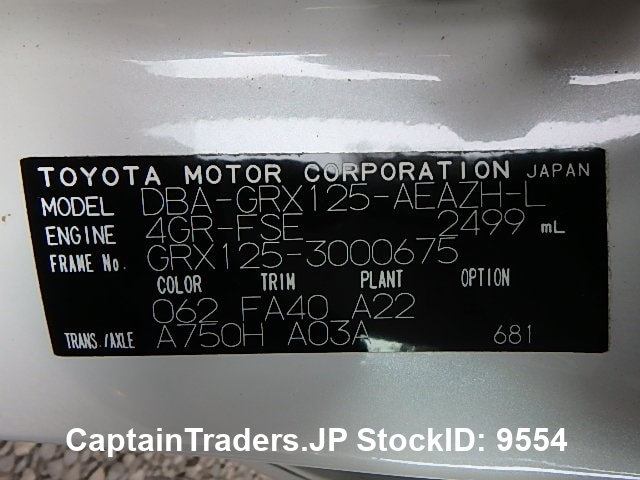 TOYOTA MOTOR CORPORATION JAPAN
MODEL DBA-GRX125-AEAZH-L
ENGINE 4GR-FSE 2499 mL
FRAME No. GRX125-3000675
COLOR TRIM PLANT OPTION
062 FA40 A22
TRANS./AXLE A750H A03A 681
CaptainTraders.JP StockID: 9554